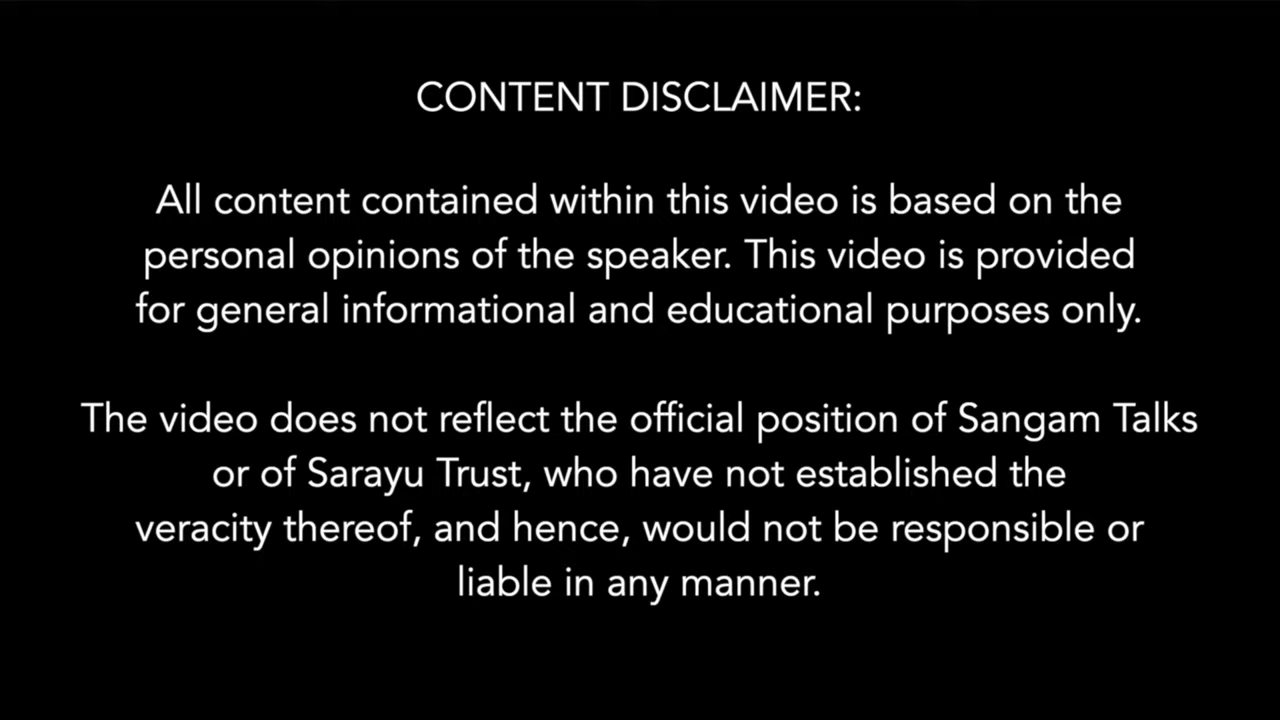 CONTENT DISCLAIMER:
All content contained within this video is based on the
personal opinions of the speaker. This video is provided
for general informational and educational purposes only.
The video does not reflect the official position of Sangam Talks
or of Sarayu Trust, who have not established the
veracity thereof, and hence, would not be responsible or
liable in any manner.